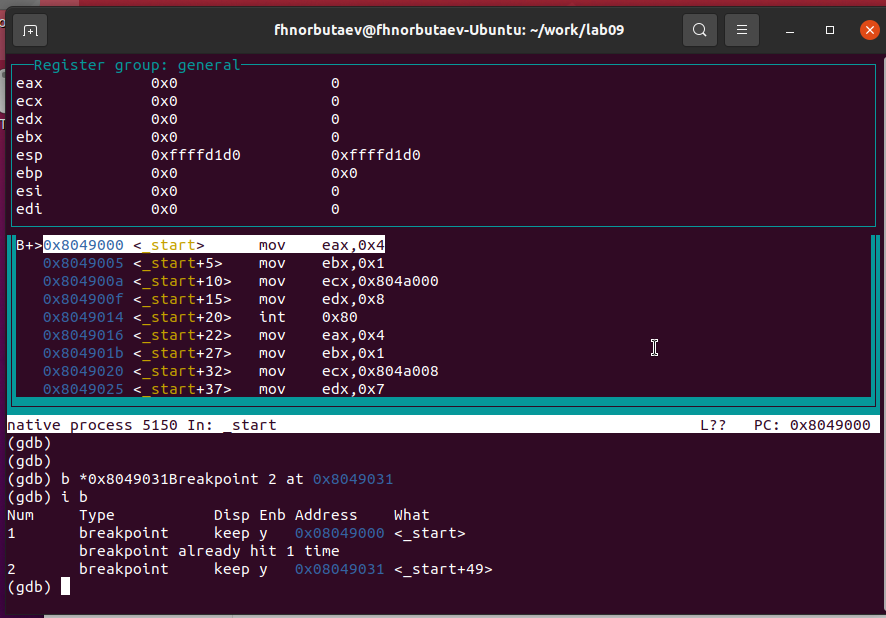 fhnorbutaev@fhnorbutaev-Ubuntu: ~/work/lab09
Register group: general
eax 0x0 0
ecx 0x0 0
edx 0x0 0
ebx 0x0 0
esp 0xffffd1d0 0xffffd1d0
ebp 0x0 0x0
esi 0x0 0
edi 0x0 0
B+>0x8049000 <_start> mov eax,0x4
0x8049005 <_start+5> mov ebx,0x1
0x804900a <_start+10> mov ecx,0x804a000
0x804900f <_start+15> mov edx,0x8
0x8049014 <_start+20> int 0x80
0x8049016 <_start+22> mov eax,0x4
0x804901b <_start+27> mov ebx,0x1
0x8049020 <_start+32> mov ecx,0x804a008
0x8049025 <_start+37> mov edx,0x7
native process 5150 In: _start L?? PC: 0x8049000
(gdb)
(gdb)
(gdb) b *0x8049031Breakpoint 2 at 0x8049031
(gdb) i b
Num Type Disp Enb Address What
1 breakpoint keep y 0x08049000 <_start>
breakpoint already hit 1 time
2 breakpoint keep y 0x08049031 <_start+49>
(gdb)